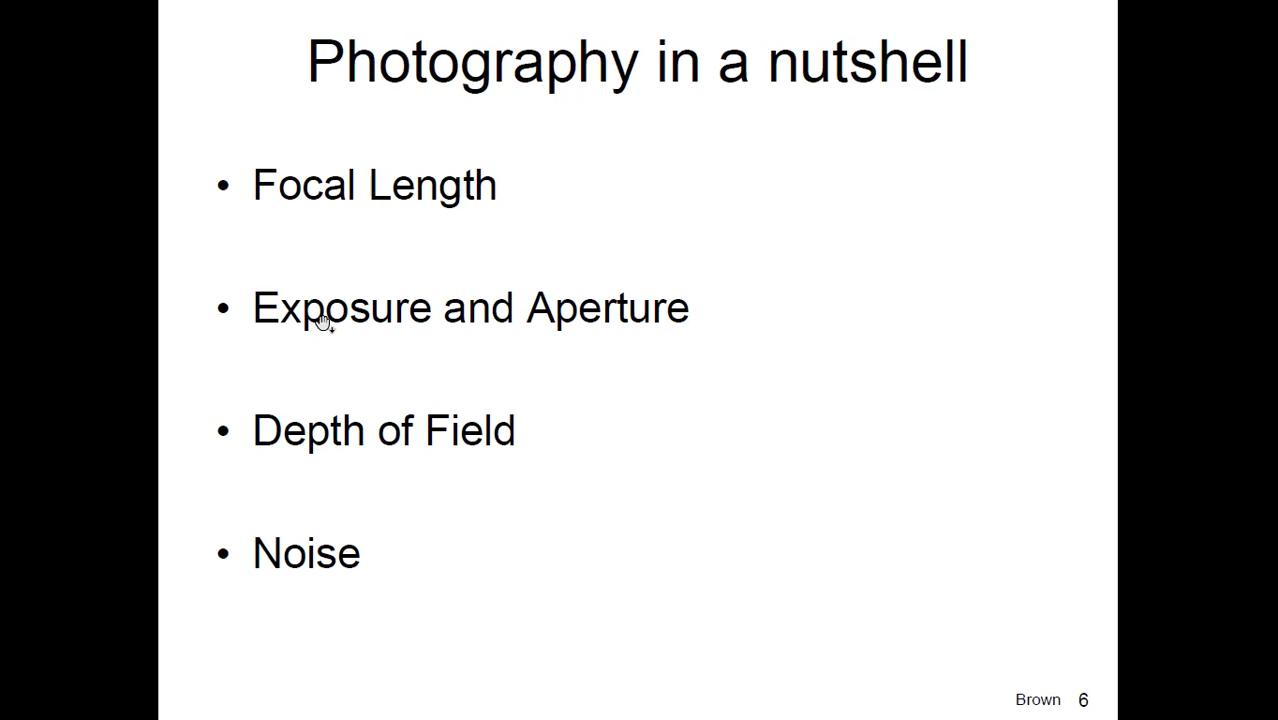 Photography in a nutshell
• Focal Length
• Exposure and Aperture
• Depth of Field
• Noise
Brown 6